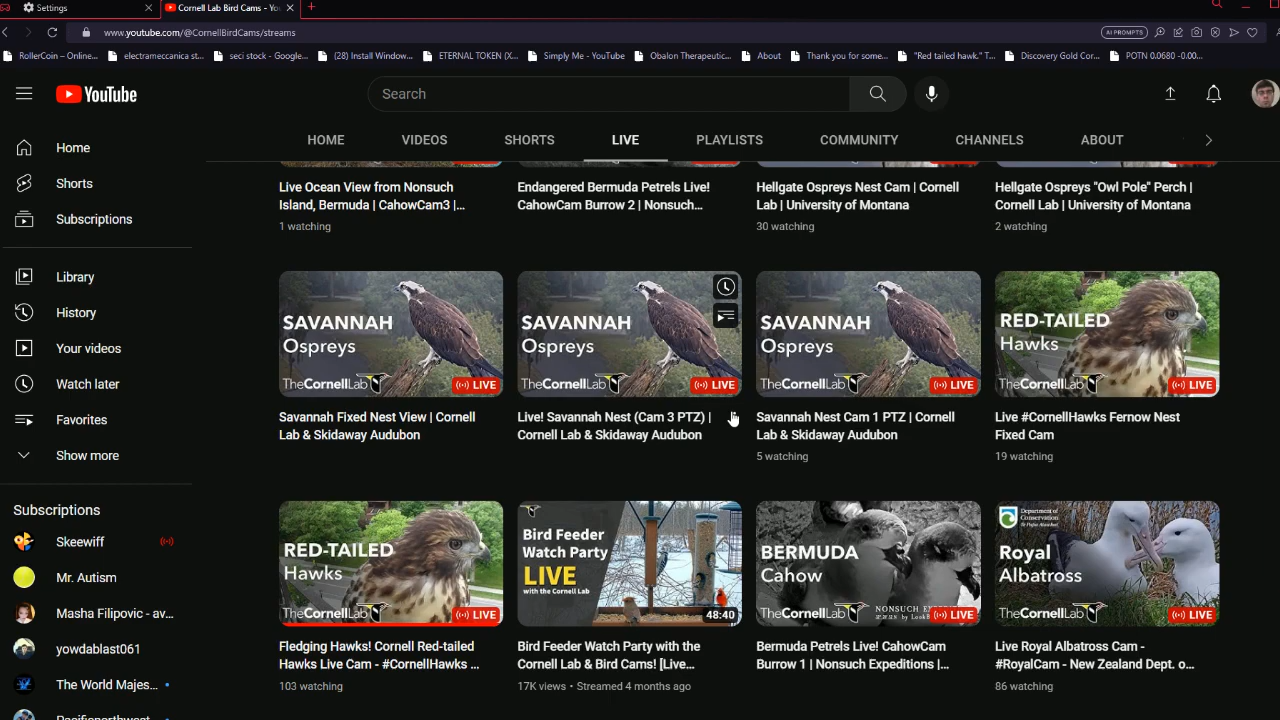 Settings
Cornell Lab Bird Cams - You
www.youtube.com/@CornellBirdCams/streams
AI PROMPTS
RollerCoin – Online...
electrameccanica st...
seci stock - Google...
(28) Install Window...
ETERNAL TOKEN (X...
Simply Me - YouTube
Obalon Therapeutic...
About
Thank you for some...
"Red tailed hawk." T...
Discovery Gold Cor...
POTN 0.0680 -0.00...
YouTube
Search
HOME
VIDEOS
SHORTS
LIVE
PLAYLISTS
COMMUNITY
CHANNELS
ABOUT
Home
Shorts
Subscriptions
Library
History
Your videos
Watch later
Favorites
Show more
Subscriptions
Skeewiff
Mr. Autism
Masha Filipovic - av...
yowdablast061
The World Majes...
Pacificnorthwest
Live Ocean View from Nonsuch
Island, Bermuda | CahowCam3 |...
1 watching
Endangered Bermuda Petrels Live!
CahowCam Burrow 2 | Nonsuch...
Hellgate Ospreys Nest Cam | Cornell
Lab | University of Montana
30 watching
Hellgate Ospreys "Owl Pole" Perch |
Cornell Lab | University of Montana
2 watching
SAVANNAH
Ospreys
TheCornellLab
LIVE
Savannah Fixed Nest View | Cornell
Lab & Skidaway Audubon
SAVANNAH
Ospreys
TheCornellLab
LIVE
Live! Savannah Nest (Cam 3 PTZ) |
Cornell Lab & Skidaway Audubon
SAVANNAH
Ospreys
TheCornellLab
LIVE
Savannah Nest Cam 1 PTZ | Cornell
Lab & Skidaway Audubon
5 watching
RED-TAILED
Hawks
TheCornellLab
LIVE
Live #CornellHawks Fernow Nest
Fixed Cam
19 watching
RED-TAILED
Hawks
TheCornellLab
LIVE
Fledging Hawks! Cornell Red-tailed
Hawks Live Cam - #CornellHawks ...
103 watching
Bird Feeder
Watch Party
LIVE
with the Cornell Lab
48:40
Bird Feeder Watch Party with the
Cornell Lab & Bird Cams! [Live...
17K views • Streamed 4 months ago
BERMUDA
Cahow
TheCornellLab
LIVE
Bermuda Petrels Live! CahowCam
Burrow 1 | Nonsuch Expeditions |...
Department of
Conservation
Te Papa Atawhai
Royal
Albatross
TheCornellLab
LIVE
Live Royal Albatross Cam -
#RoyalCam - New Zealand Dept. o...
86 watching